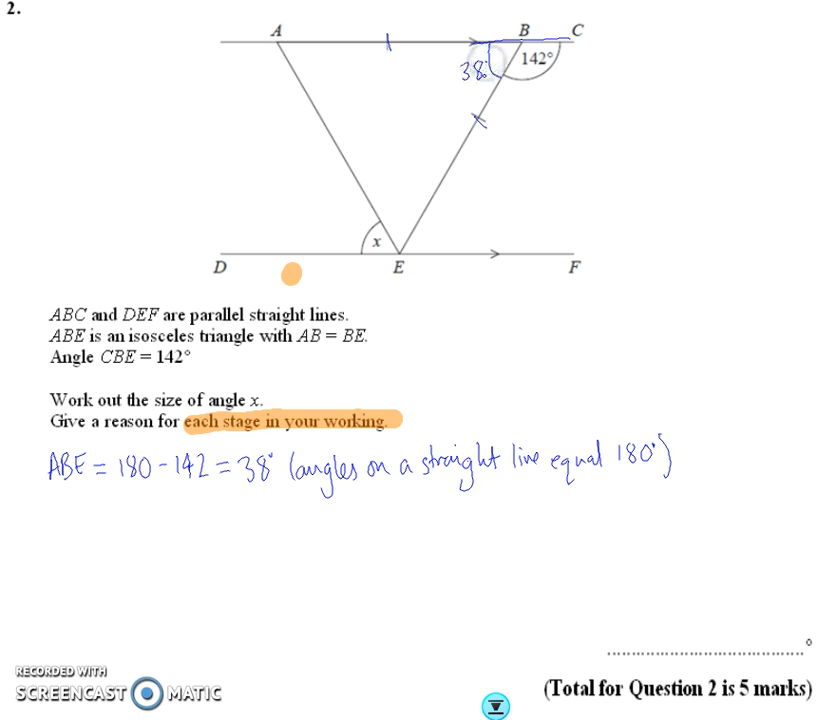 2.
A
B
C
142°
38°
x
D
E
F
ABC and DEF are parallel straight lines.
ABE is an isosceles triangle with AB = BE.
Angle CBE = 142°
Work out the size of angle x.
Give a reason for each stage in your working.
ABE = 180 - 142 = 38° (angles on a straight line equal 180°)
°
RECORDED WITH
SCREENCAST MATIC
(Total for Question 2 is 5 marks)